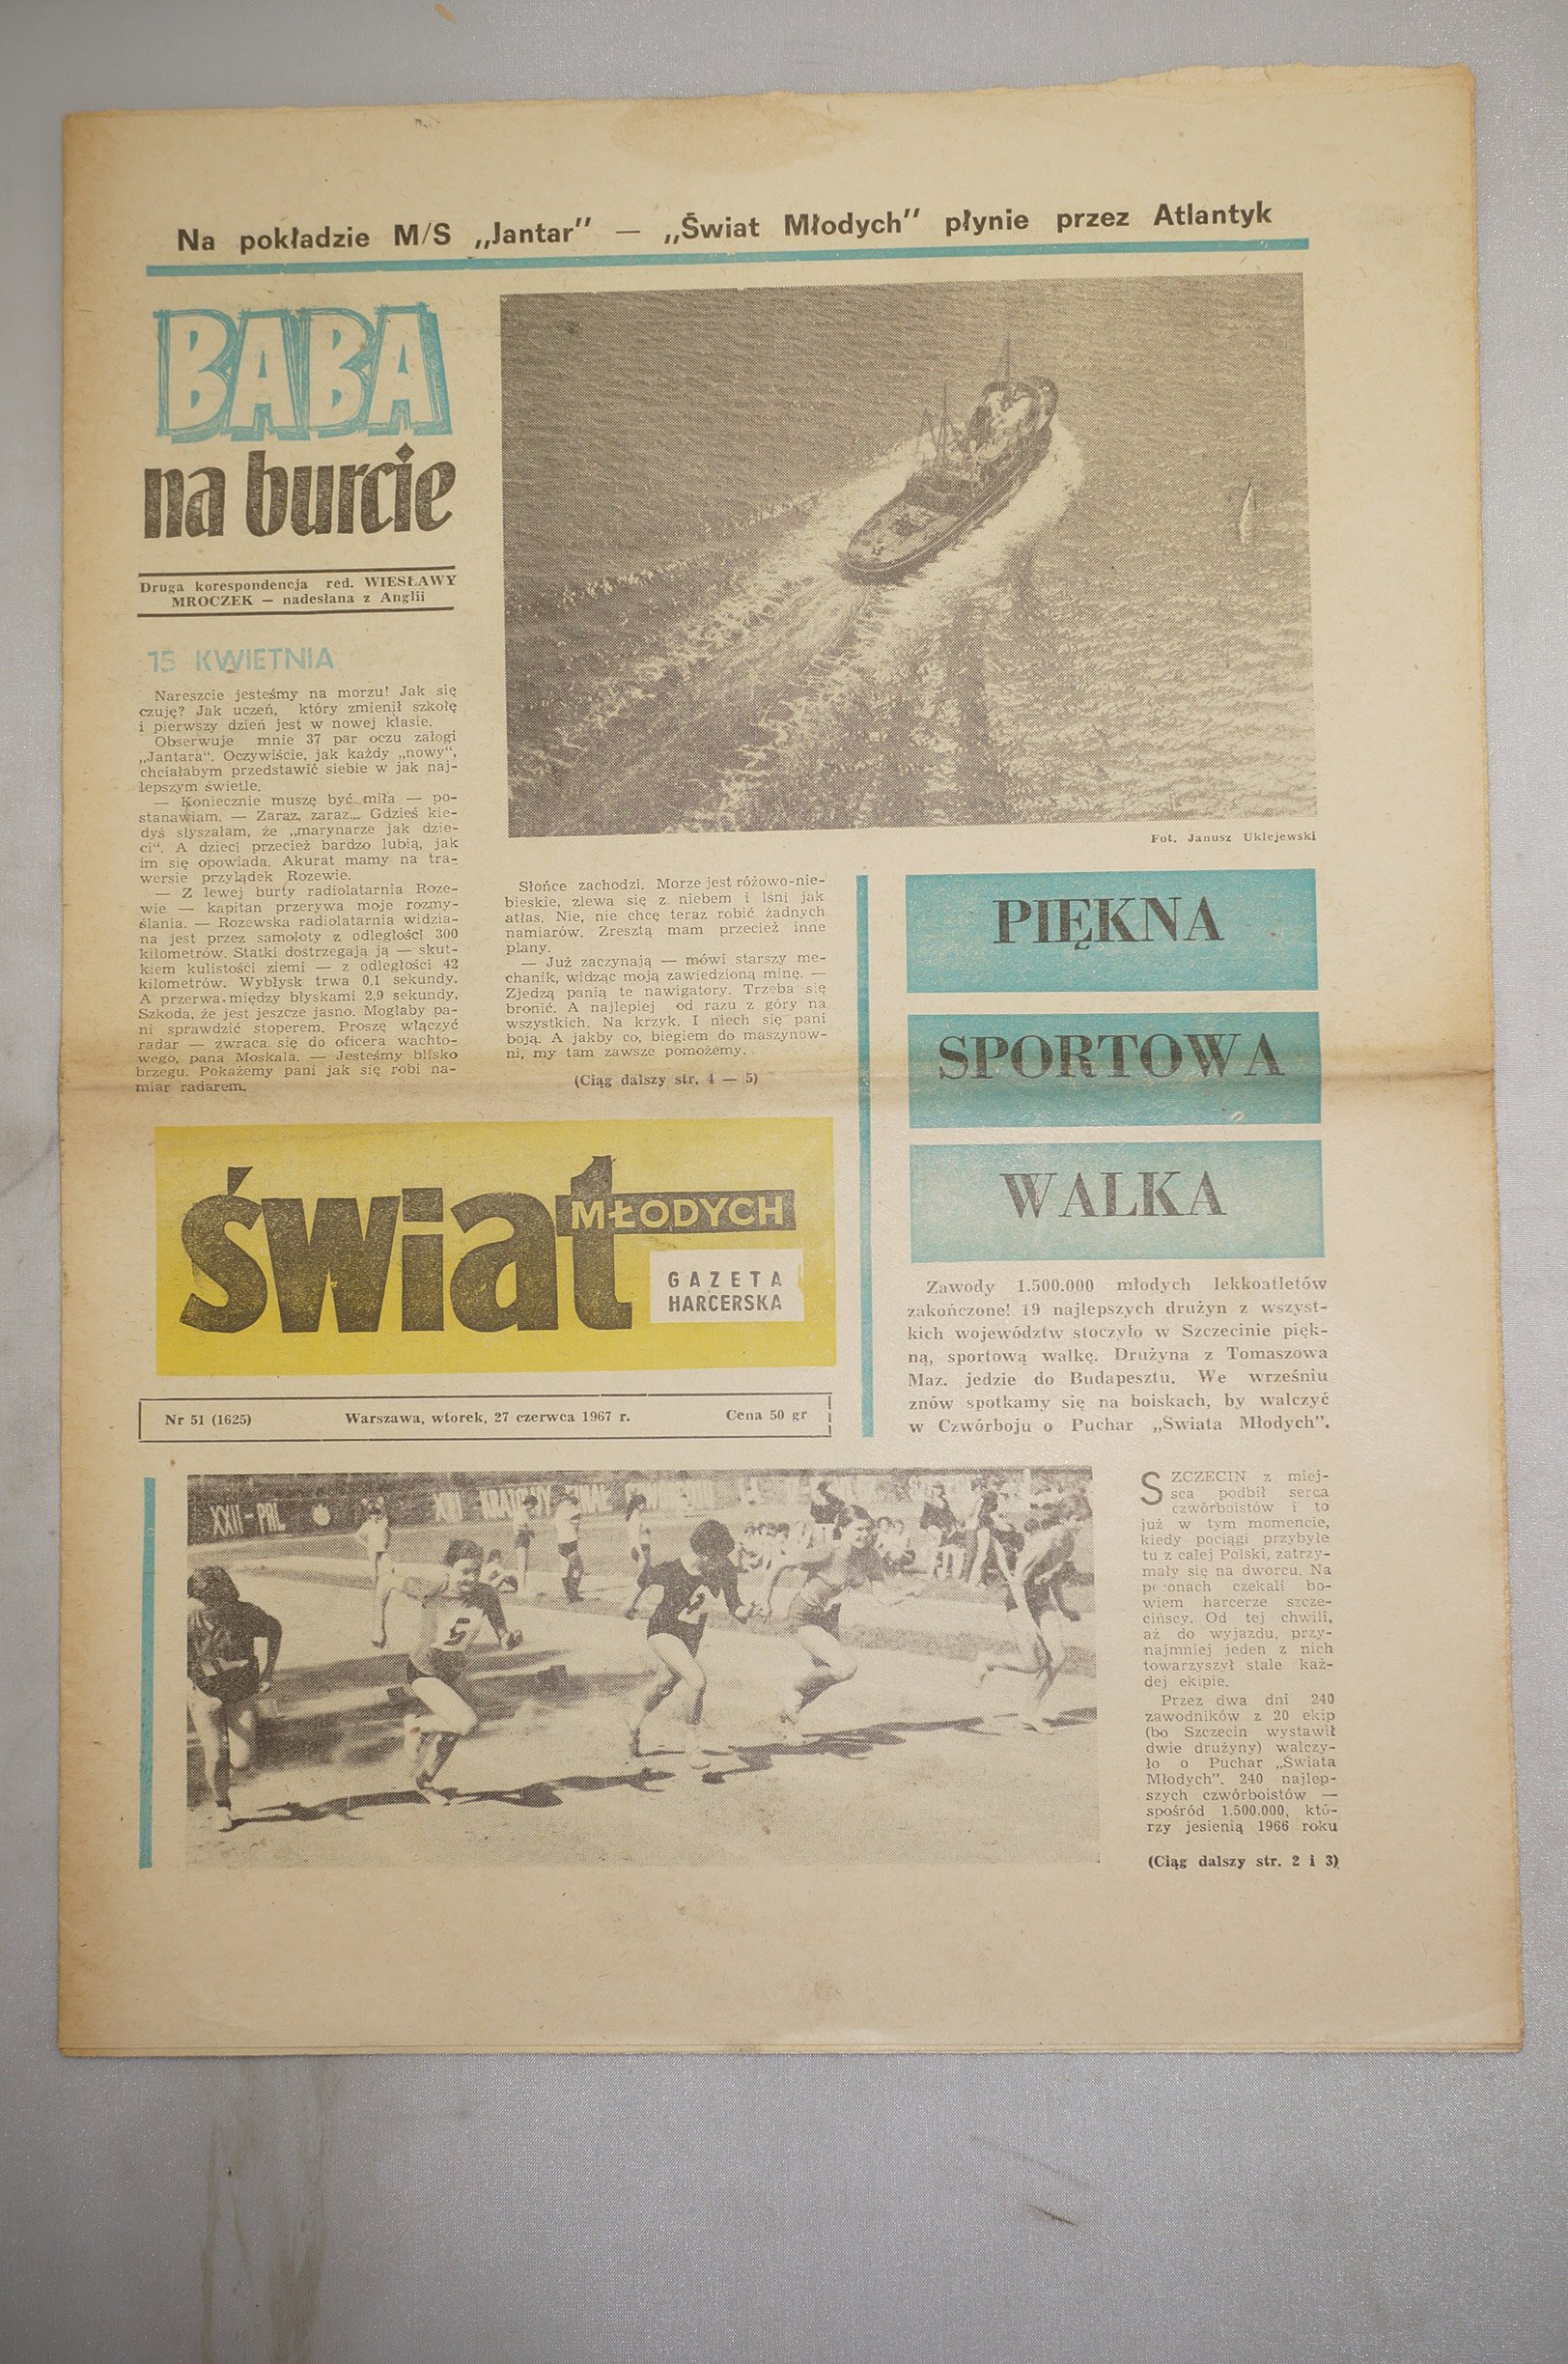 Na pokładzie M/S „Jantar” — „Świat Młodych” płynie przez Atlantyk
BABA
na burcie
Druga korespondencja red. WIESŁAWY
MROCZEK — nadesłana z Anglii
15 KWIETNIA
Nareszcie jesteśmy na morzu! Jak się
czuję? Jak uczeń, który zmienił szkołę
i pierwszy dzień jest w nowej klasie.
Obserwuje mnie 37 par oczu załogi
„Jantara“. Oczywiście, jak każdy „nowy“,
chciałabym przedstawić siebie w jak naj-
lepszym świetle.
— Koniecznie muszę być miła — po-
stanawiam. — Zaraz, zaraz... Gdzieś kie-
dyś słyszałam, że „marynarze jak dzie-
ci“. A dzieci przecież bardzo lubią, jak
im się opowiada. Akurat mamy na tra-
wersie przylądek Rozewie.
— Z lewej burty radiolatarnia Roze-
wie — kapitan przerywa moje rozmy-
ślania. — Rozewska radiolatarnia widzia-
na jest przez samoloty z odległości 300
kilometrów. Statki dostrzegają ją — skut-
kiem kulistości ziemi — z odległości 42
kilometrów. Wybłysk trwa 0,1 sekundy.
A przerwa między błyskami 2,9 sekundy.
Szkoda, że jest jeszcze jasno. Mogłaby pa-
ni sprawdzić stoperem. Proszę włączyć
radar — zwraca się do oficera wachto-
wego, pana Moskala. — Jesteśmy blisko
brzegu. Pokażemy pani jak się robi na-
miar radarem.
Fot. Janusz Uklejewski
Słońce zachodzi. Morze jest różowo-nie-
bieskie, zlewa się z niebem i lśni jak
atłas. Nie, nie chcę teraz robić żadnych
namiarów. Zresztą mam przecież inne
plany.
— Już zaczynają — mówi starszy me-
chanik, widząc moją zawiedzioną minę. —
Zjedzą panią te nawigatory. Trzeba się
bronić. A najlepiej od razu z góry na
wszystkich. Na krzyk. I niech się pani
boją. A jakby co, biegiem do maszynow-
ni, my tam zawsze pomożemy.
(Ciąg dalszy str. 4 — 5)
świat
MŁODYCH
GAZETA
HARCERSKA
Nr 51 (1625) Warszawa, wtorek, 27 czerwca 1967 r. Cena 50 gr
PIĘKNA
SPORTOWA
WALKA
Zawody 1.500.000 młodych lekkoatletów
zakończone! 19 najlepszych drużyn z wszyst-
kich województw stoczyło w Szczecinie pięk-
ną, sportową walkę. Drużyna z Tomaszowa
Maz. jedzie do Budapesztu. We wrześniu
znów spotkamy się na boiskach, by walczyć
w Czwórboju o Puchar „Świata Młodych”.
XXII-PRL
5
2
SZCZECIN z miej-
sca podbił serca
czwórboistów i to
już w tym momencie,
kiedy pociągi przybyłe
tu z całej Polski, zatrzy-
mały się na dworcu. Na
czekali bo-
wiem harcerze szcze-
cińscy. Od tej chwili,
aż do wyjazdu, przy-
najmniej jeden z nich
towarzyszył stale każ-
dej ekipie.
Przez dwa dni 240
zawodników z 20 ekip
(bo Szczecin wystawił
dwie drużyny) walczy-
ło o Puchar „Świata
Młodych”. 240 najlep-
szych czwórboistów —
spośród 1.500.000, któ-
rzy jesienią 1966 roku
(Ciąg dalszy str. 2 i 3)